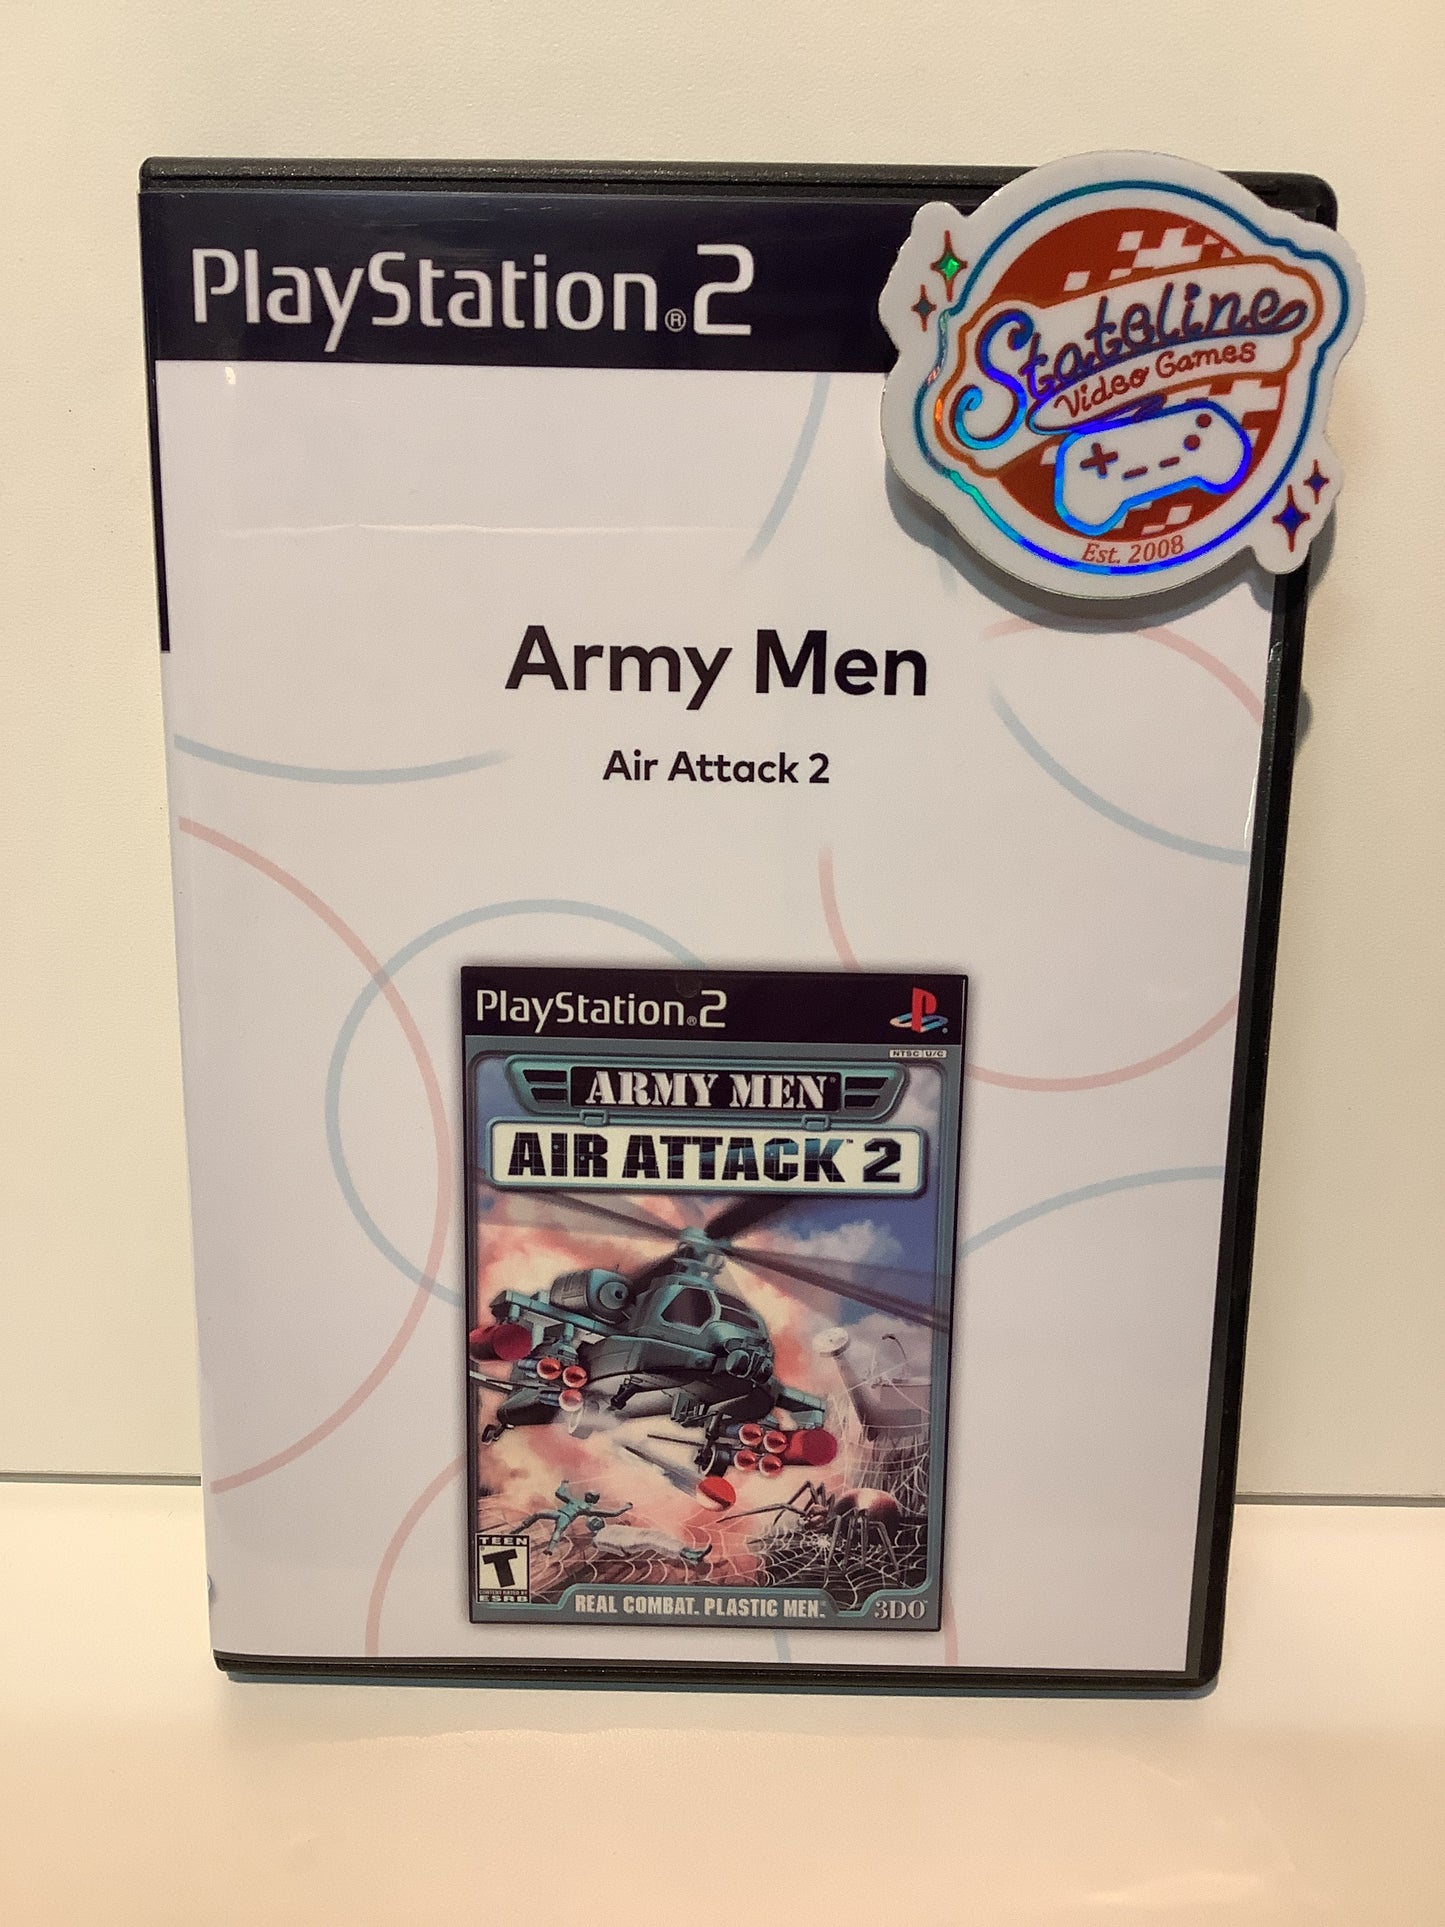 PlayStation®2
Stateline
Video Games
Est. 2008
Army Men
Air Attack 2
PlayStation®2
NTSC U/C
ARMY MEN®
AIR ATTACK™ 2
TEEN
T
CONTENT RATED BY
ESRB
REAL COMBAT. PLASTIC MEN.®
3DO™